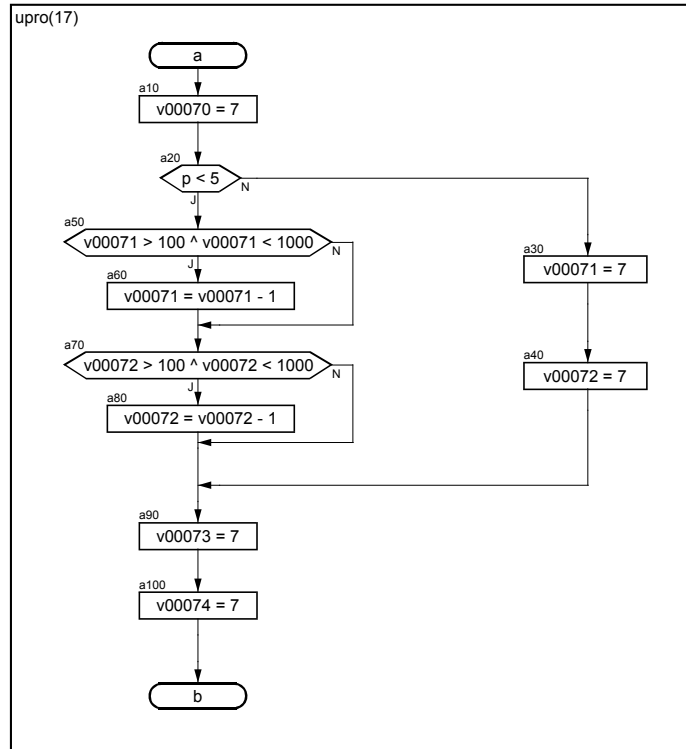 upro(17)
a
a10
v00070 = 7
a20
p < 5
N
J
a50
v00071 > 100 ^ v00071 < 1000
N
J
a30
v00071 = 7
a60
v00071 = v00071 - 1
a70
v00072 > 100 ^ v00072 < 1000
N
J
a40
v00072 = 7
a80
v00072 = v00072 - 1
a90
v00073 = 7
a100
v00074 = 7
b